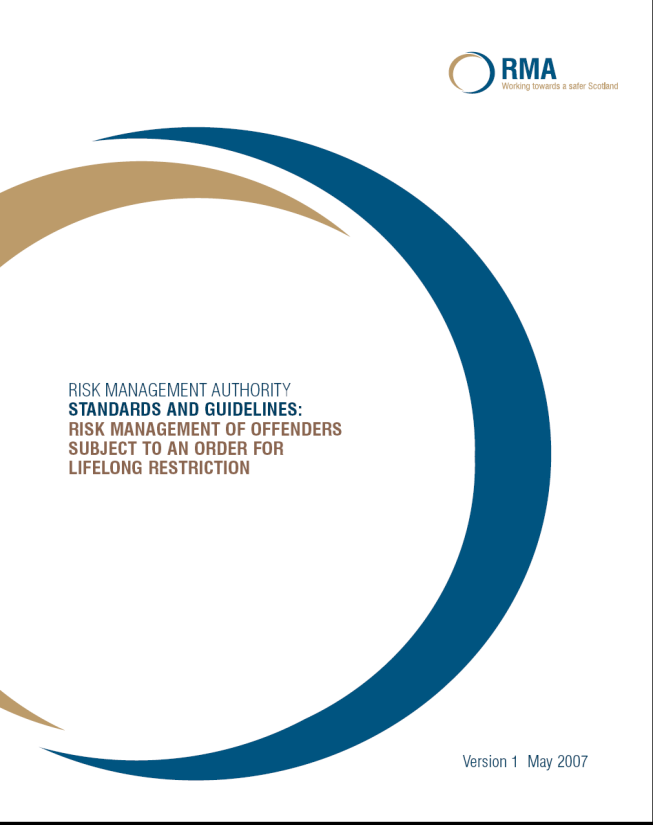 RMA
Working towards a safer Scotland
RISK MANAGEMENT AUTHORITY
STANDARDS AND GUIDELINES:
RISK MANAGEMENT OF OFFENDERS
SUBJECT TO AN ORDER FOR
LIFELONG RESTRICTION
Version 1 May 2007